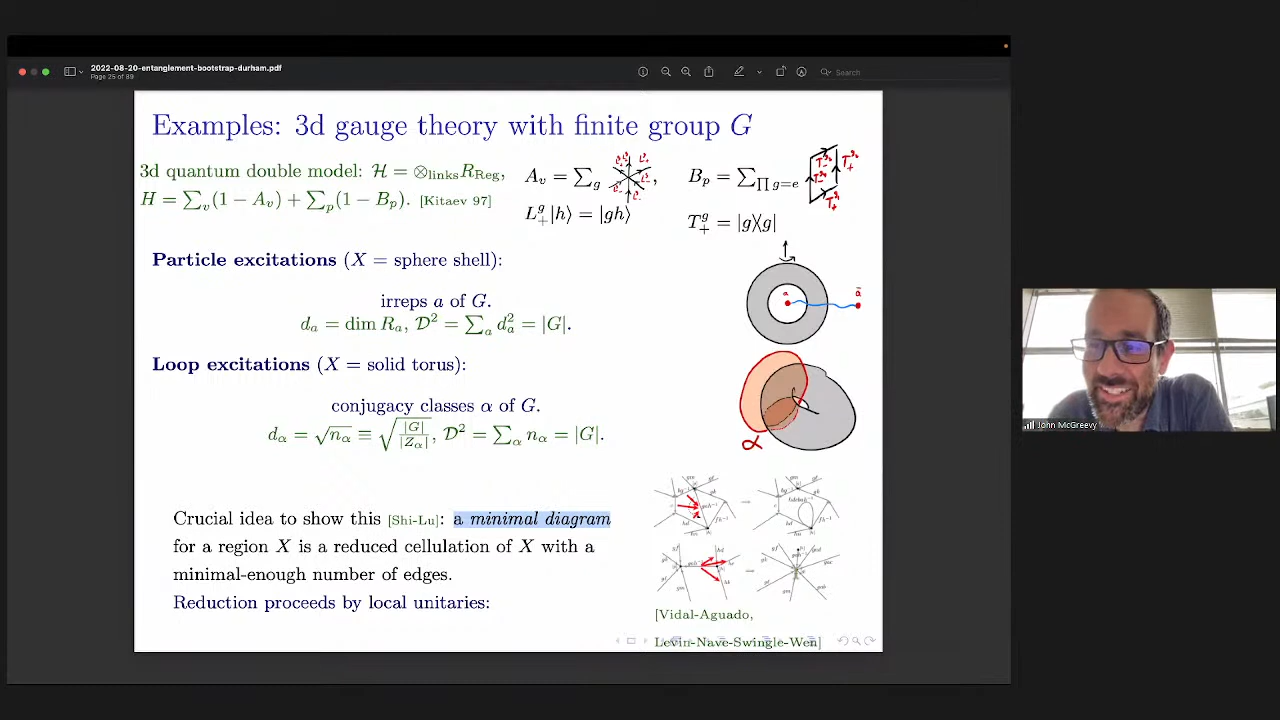 2022-08-20-entanglement-bootstrap-durham.pdf
Page 25 of 89
Search
Examples: 3d gauge theory with finite group G
3d quantum double model: ℋ = ⊗_links R_Reg,
H = ∑_v(1 − A_v) + ∑_p(1 − B_p). [Kitaev 97]
A_v = ∑_g ,
L^g_+|h⟩ = |gh⟩
B_p = ∑_{∏ g=e}
T^g_+ = |g⟩⟨g|
Particle excitations (X = sphere shell):
irreps a of G.
d_a = dim R_a, 𝒟² = ∑_a d_a² = |G|.
a
ā
Loop excitations (X = solid torus):
conjugacy classes α of G.
d_α = √n_α ≡ √(|G|/|Z_α|), 𝒟² = ∑_α n_α = |G|.
α
Crucial idea to show this [Shi-Lu]: a minimal diagram
for a region X is a reduced cellulation of X with a
minimal-enough number of edges.
Reduction proceeds by local unitaries:
[Vidal-Aguado,
Levin-Nave-Swingle-Wen]
John McGreevy